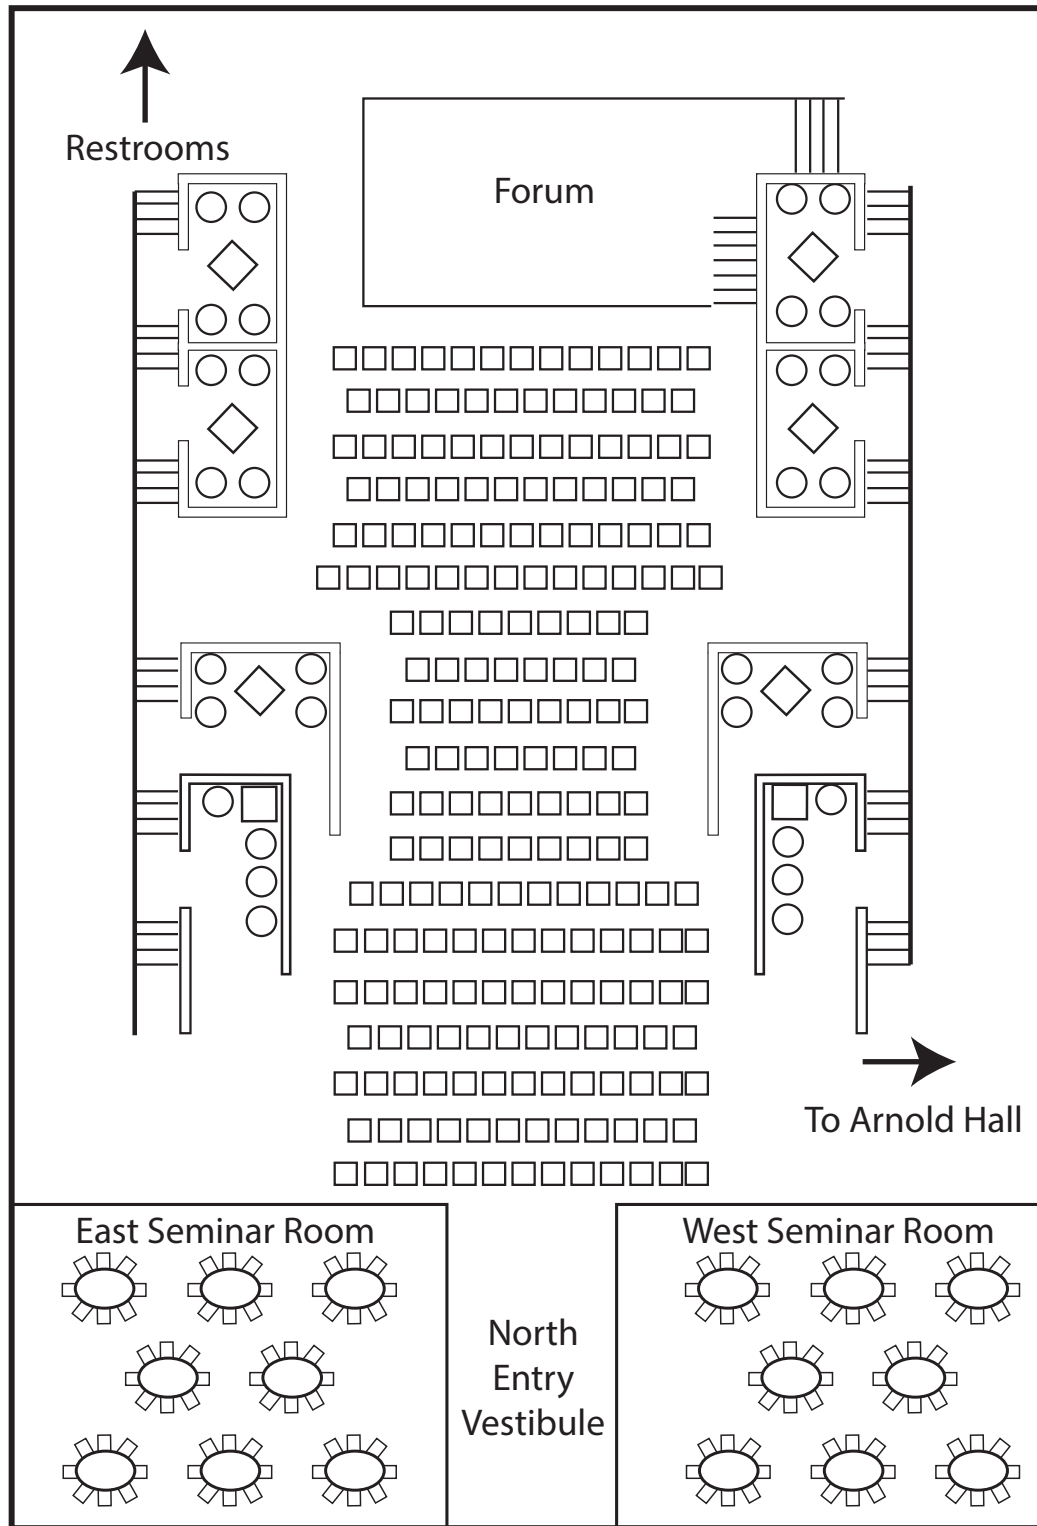 Restrooms
Forum
To Arnold Hall
East Seminar Room
West Seminar Room
North
Entry
Vestibule